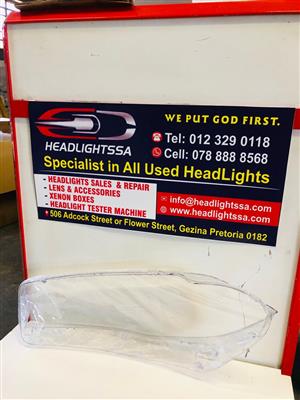 WE PUT GOD FIRST.
HEADLIGHTSSA
Tel: 012 329 0118
Cell: 078 888 8568
Specialist in All Used HeadLights
- HEADLIGHTS SALES & REPAIR
- LENS & ACCESSORIES
- XENON BOXES
- HEADLIGHT TESTER MACHINE
info@headlightssa.com
www.headlightssa.com
506 Adcock Street or Flower Street, Gezina Pretoria 0182